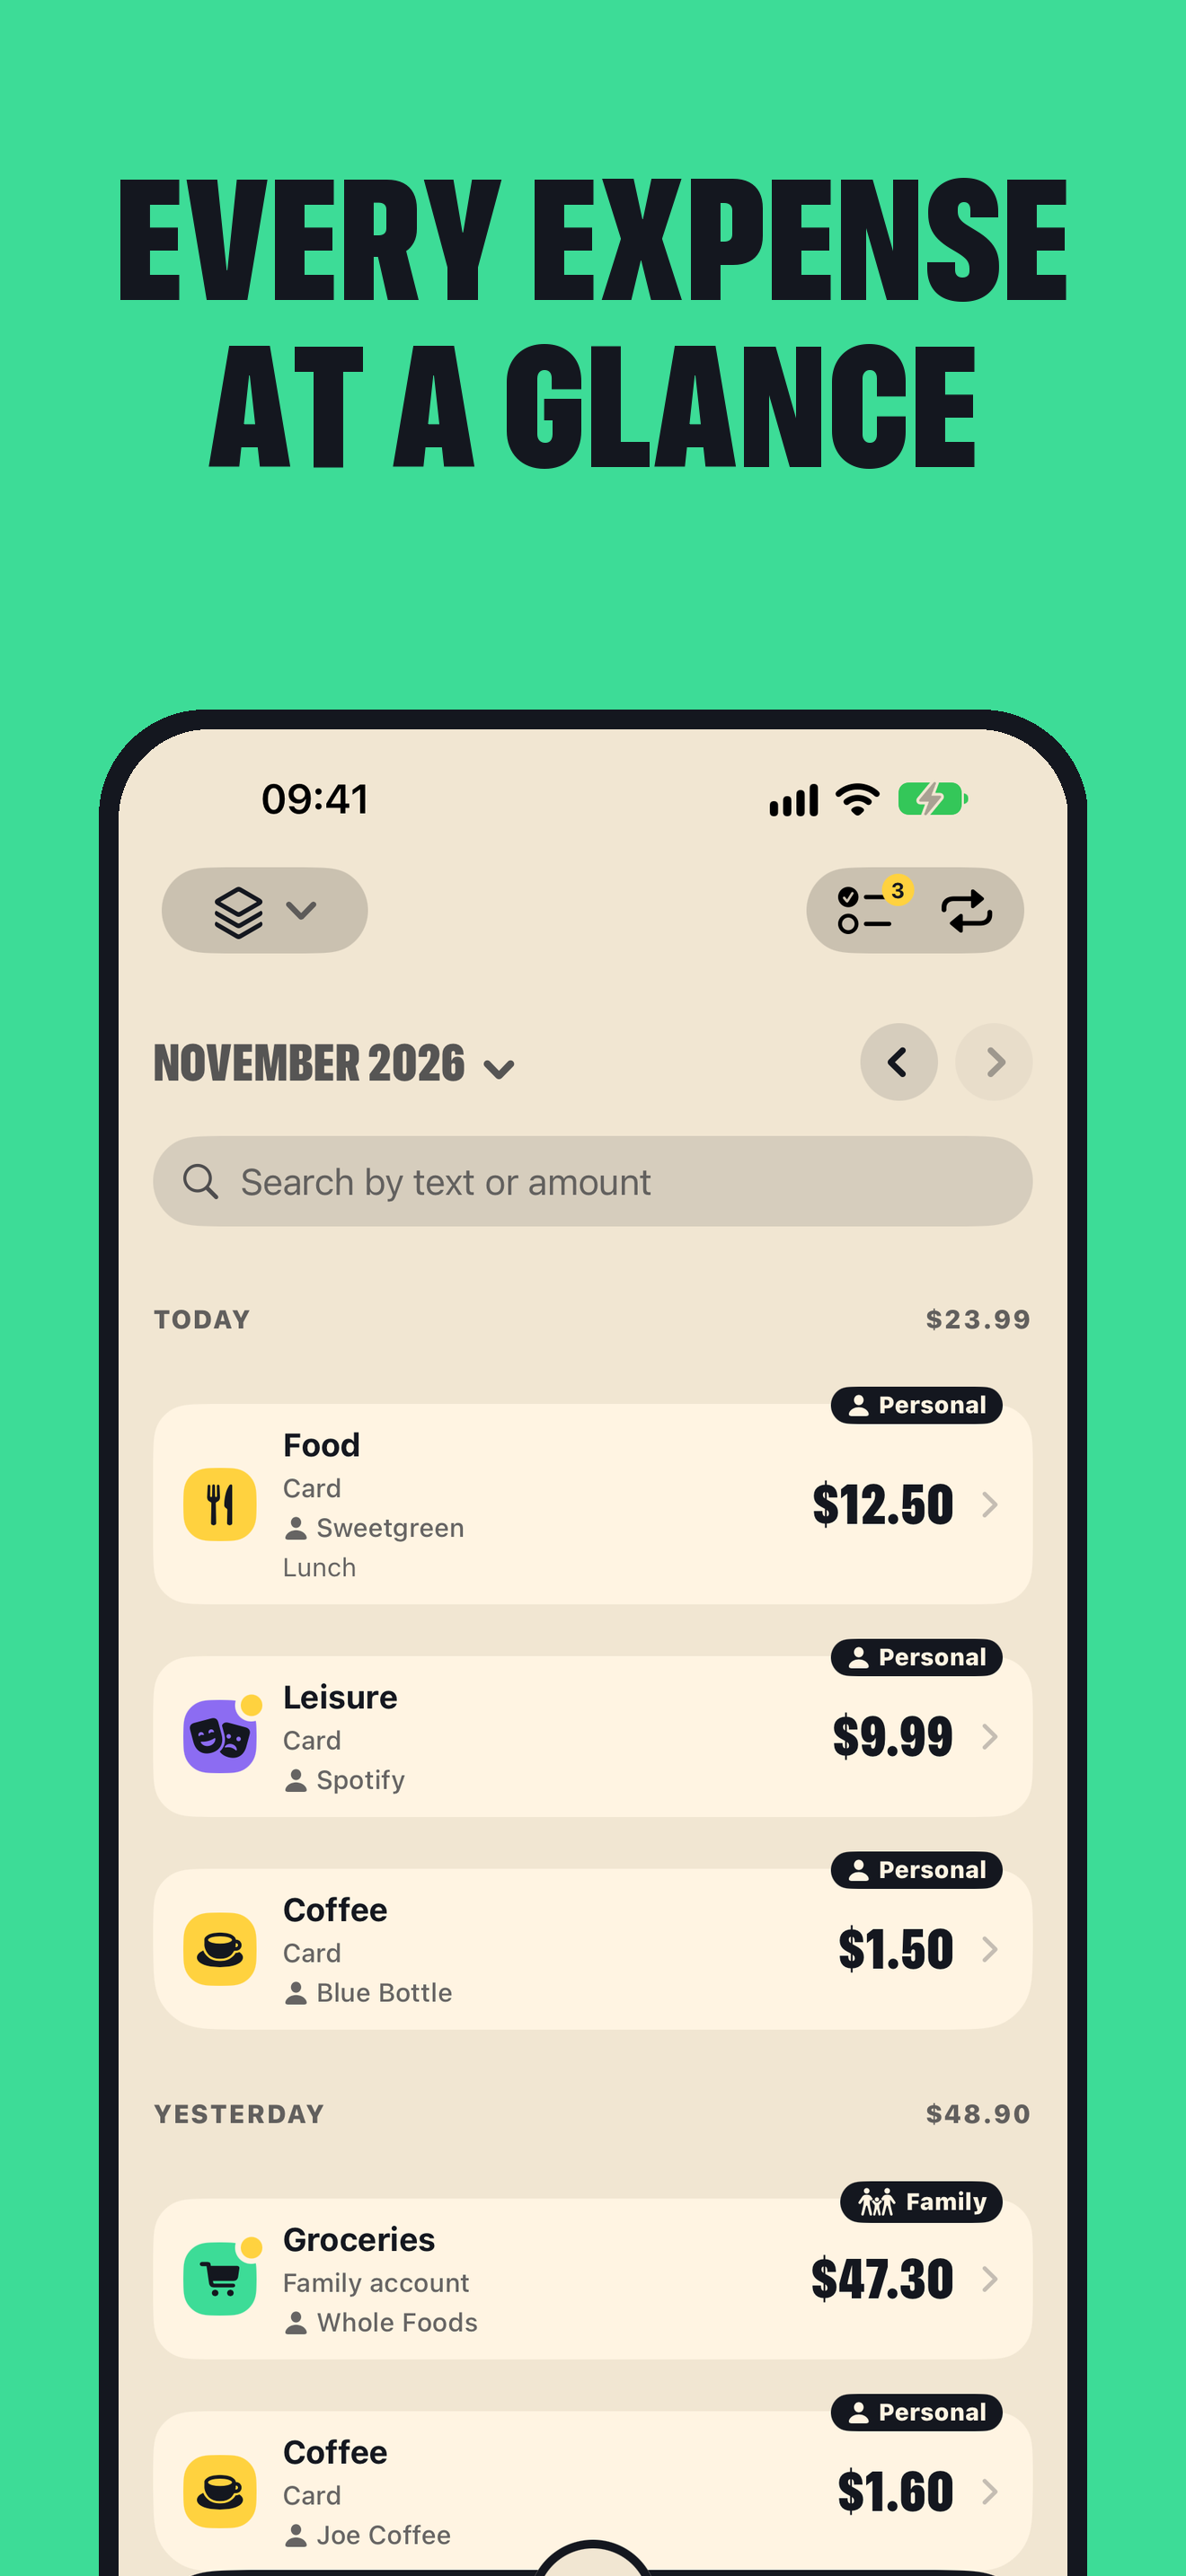 EVERY EXPENSE
AT A GLANCE
09:41
3
NOVEMBER 2026
Search by text or amount
TODAY $23.99
Personal
Food
Card
Sweetgreen
Lunch
$12.50
Personal
Leisure
Card
Spotify
$9.99
Personal
Coffee
Card
Blue Bottle
$1.50
YESTERDAY $48.90
Family
Groceries
Family account
Whole Foods
$47.30
Personal
Coffee
Card
Joe Coffee
$1.60